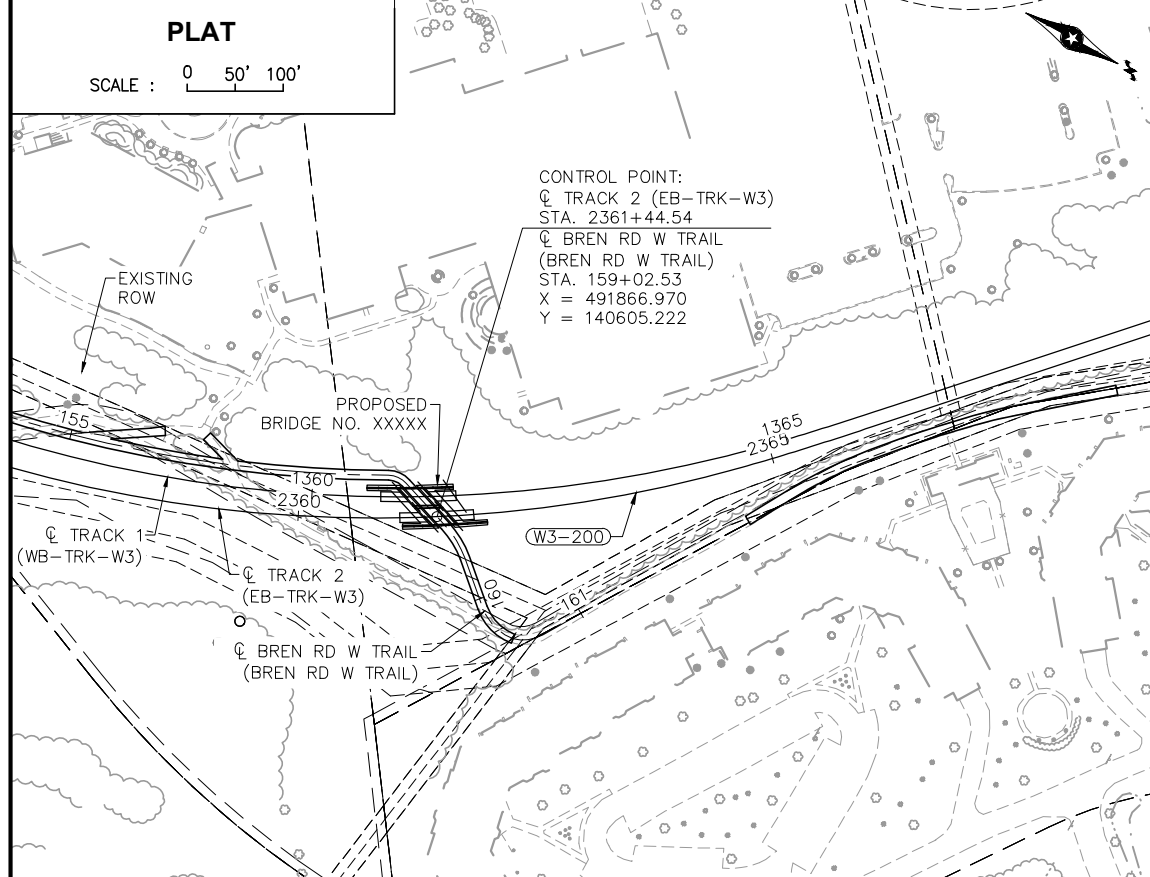 PLAT
SCALE :
0 50' 100'
CONTROL POINT:
℄ TRACK 2 (EB-TRK-W3)
STA. 2361+44.54
℄ BREN RD W TRAIL
(BREN RD W TRAIL)
STA. 159+02.53
X = 491866.970
Y = 140605.222
EXISTING
ROW
PROPOSED
BRIDGE NO. XXXXX
155
1365
2365
1360
2360
W3-200
℄ TRACK 1
(WB-TRK-W3)
℄ TRACK 2
(EB-TRK-W3)
160
161
℄ BREN RD W TRAIL
(BREN RD W TRAIL)
N